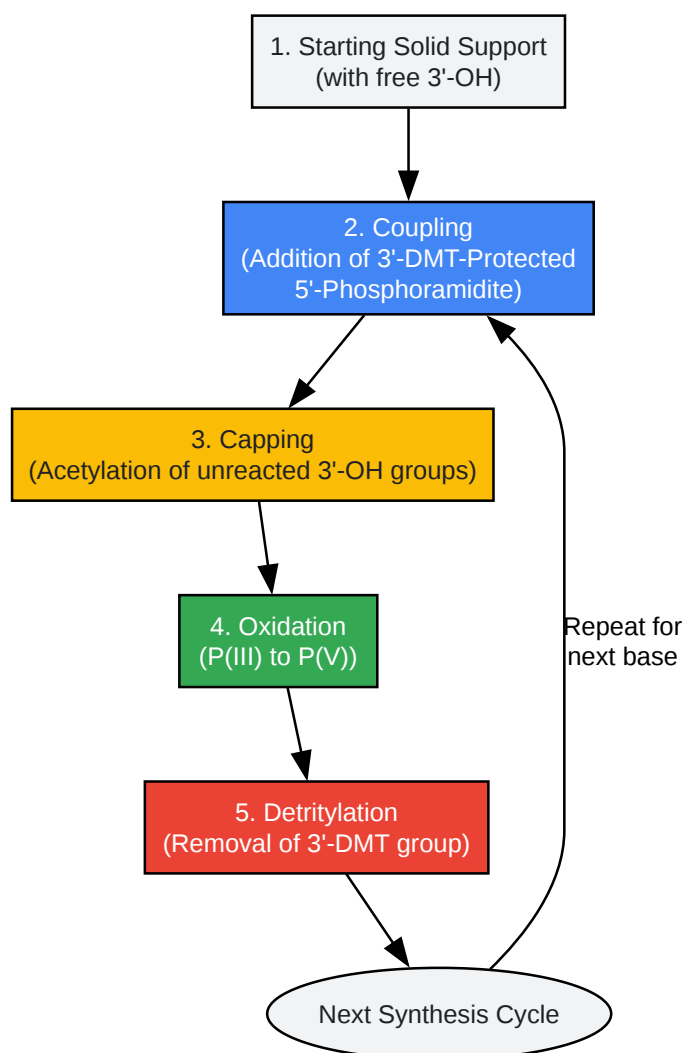 1. Starting Solid Support
(with free 3'-OH)
2. Coupling
(Addition of 3'-DMT-Protected
5'-Phosphoramidite)
3. Capping
(Acetylation of unreacted 3'-OH groups)
4. Oxidation
(P(III) to P(V))
Repeat for
next base
5. Detritylation
(Removal of 3'-DMT group)
Next Synthesis Cycle